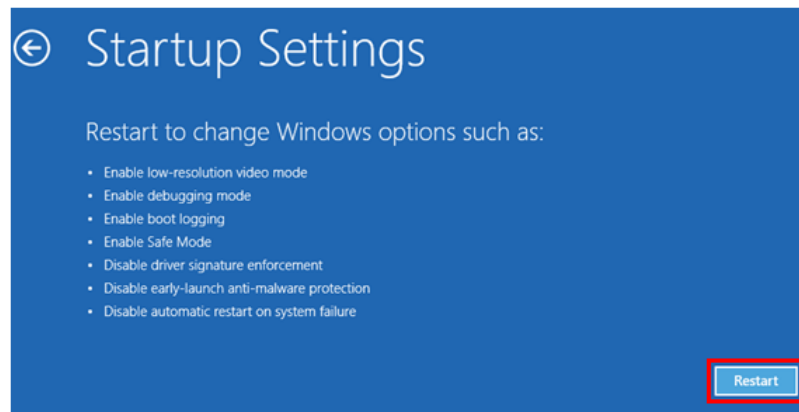 Startup Settings
Restart to change Windows options such as:
• Enable low-resolution video mode
• Enable debugging mode
• Enable boot logging
• Enable Safe Mode
• Disable driver signature enforcement
• Disable early-launch anti-malware protection
• Disable automatic restart on system failure
Restart